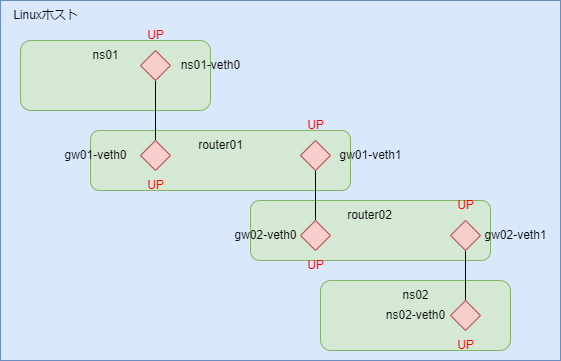 Linuxホスト
UP
ns01
ns01-veth0
UP
router01
gw01-veth0
gw01-veth1
UP
UP
router02
gw02-veth0
gw02-veth1
UP
ns02
ns02-veth0
UP